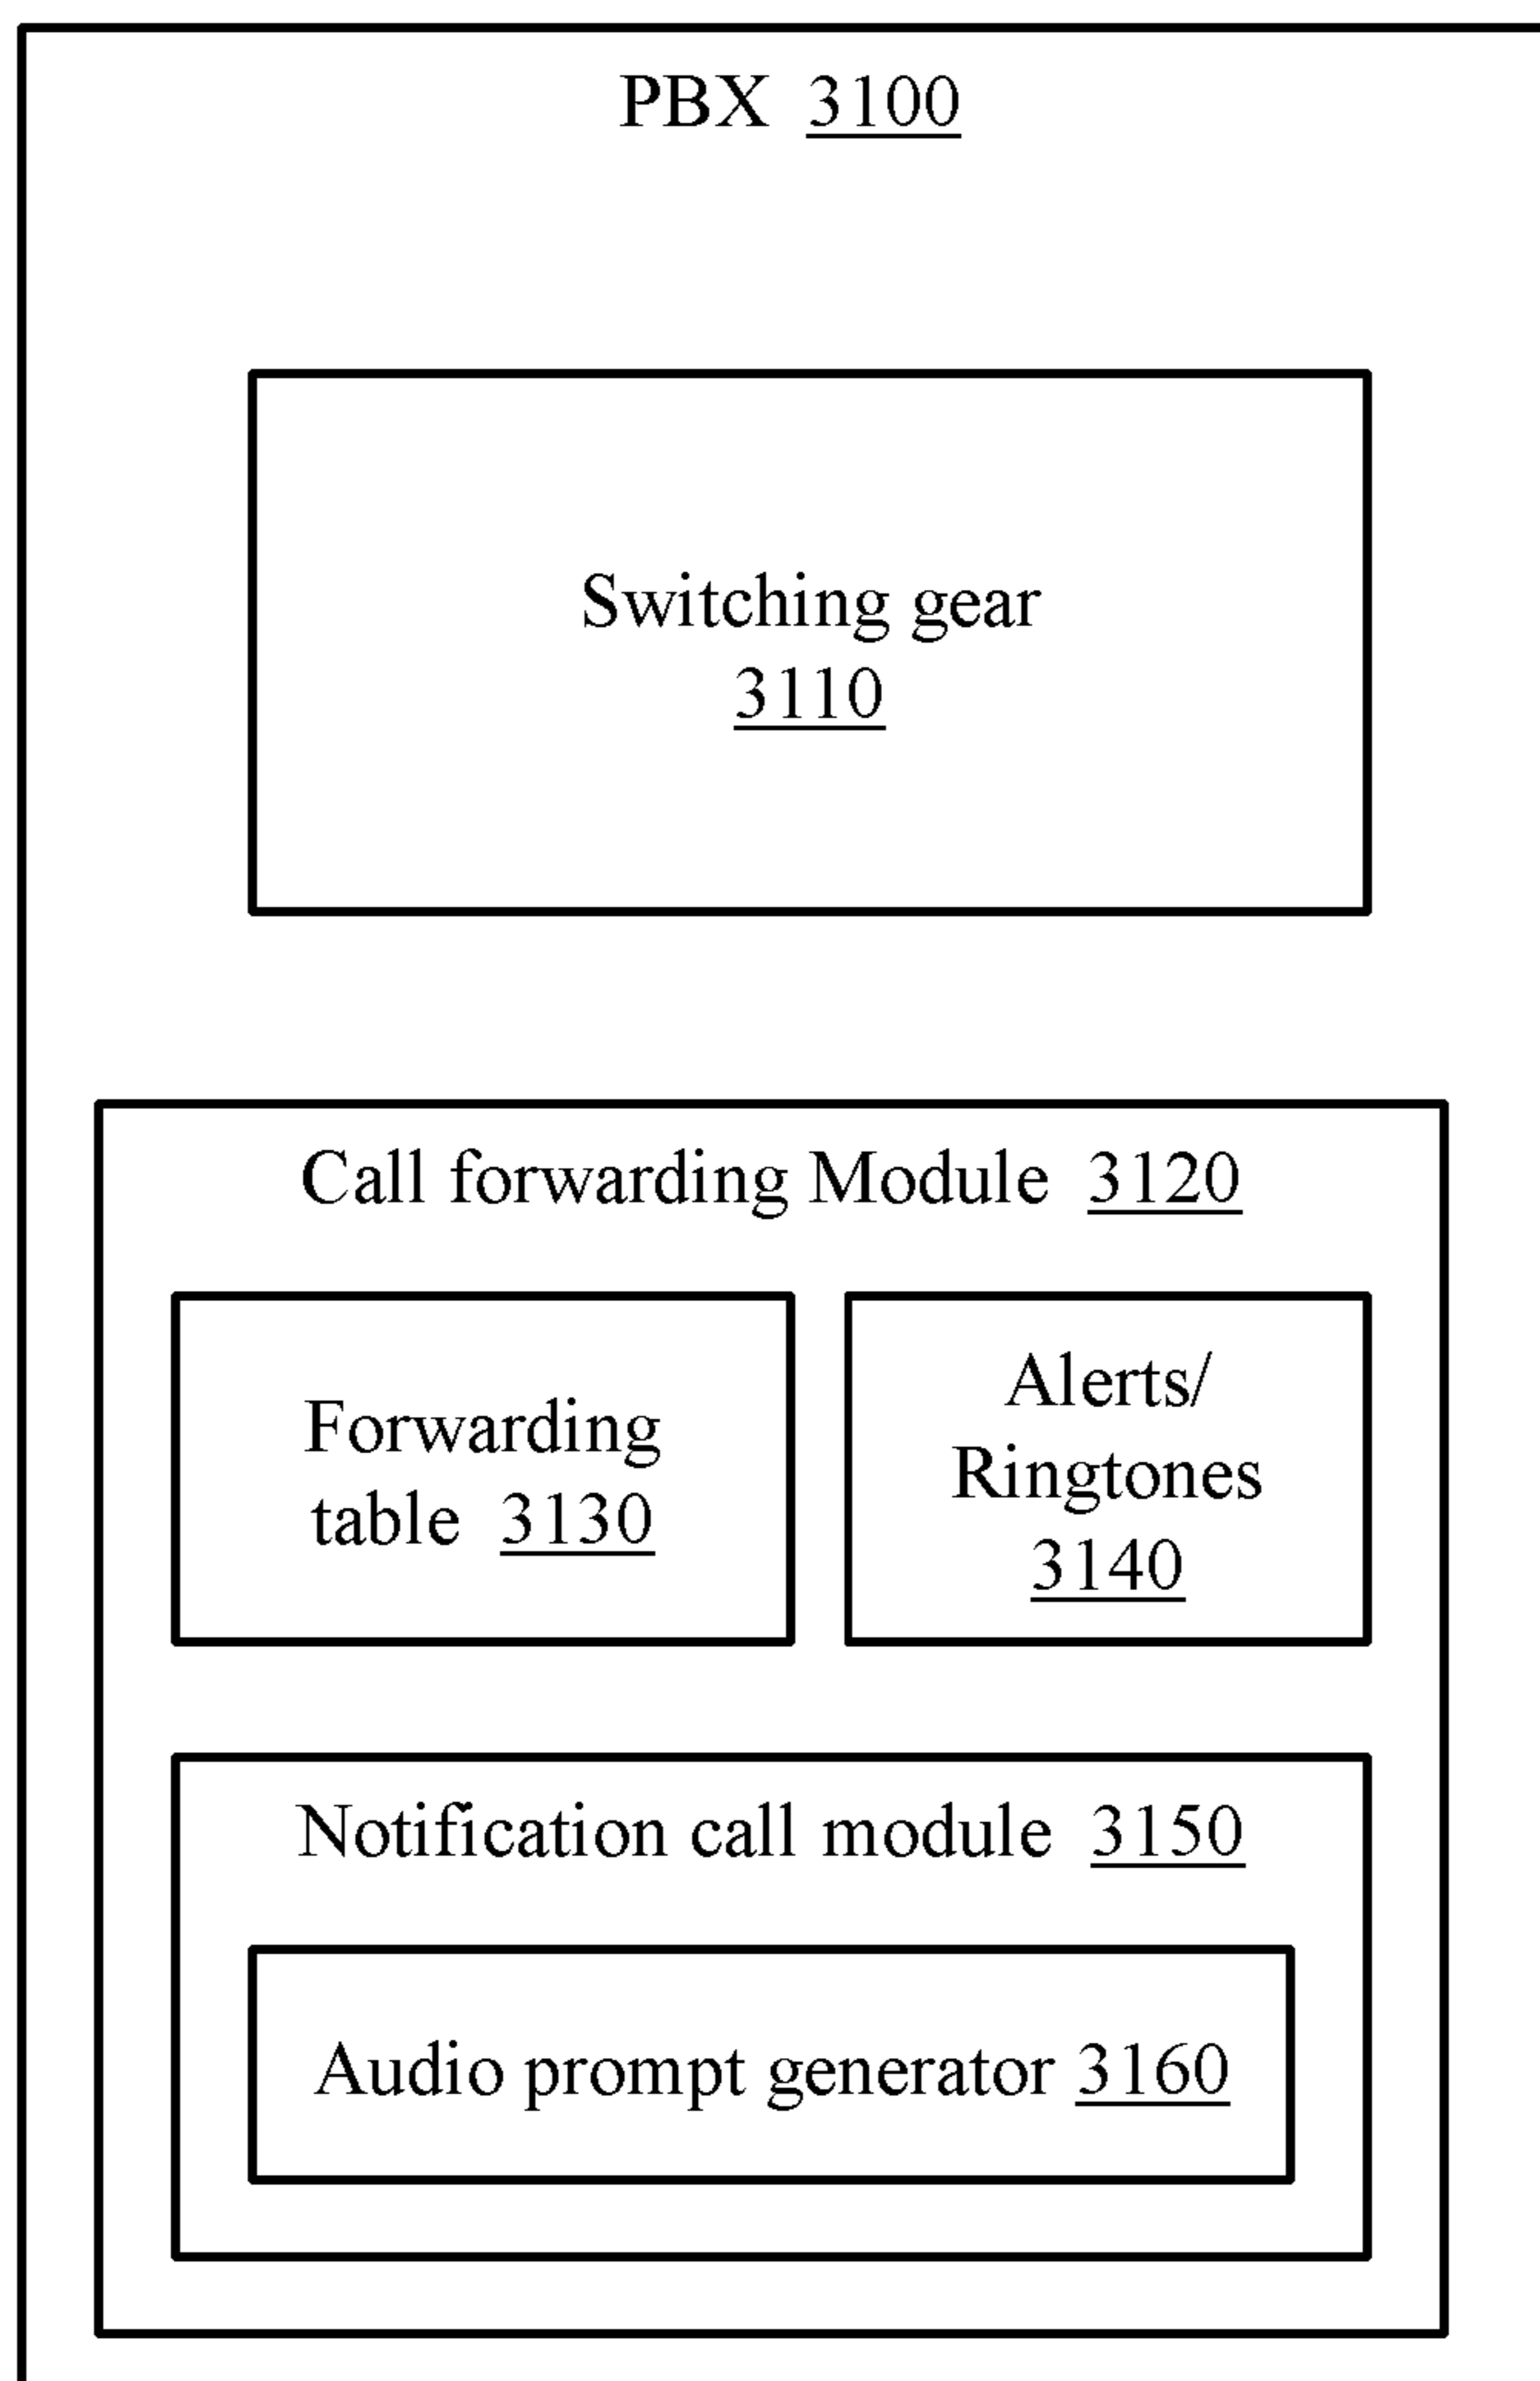 PBX 3100
Switching gear
3110
Call forwarding Module 3120
Forwarding
table 3130
Alerts/
Ringtones
3140
Notification call module 3150
Audio prompt generator 3160